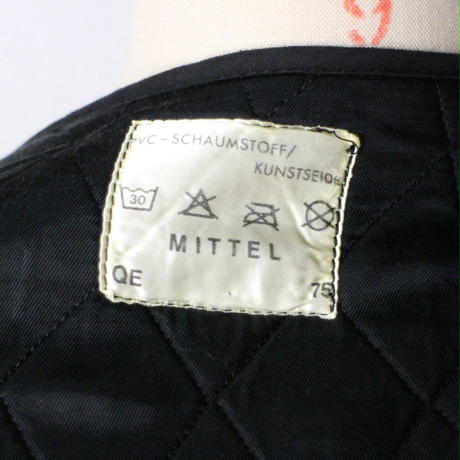 VC-SCHAUMSTOFF/
KUNSTSEIDE
30
MITTEL
QE 75